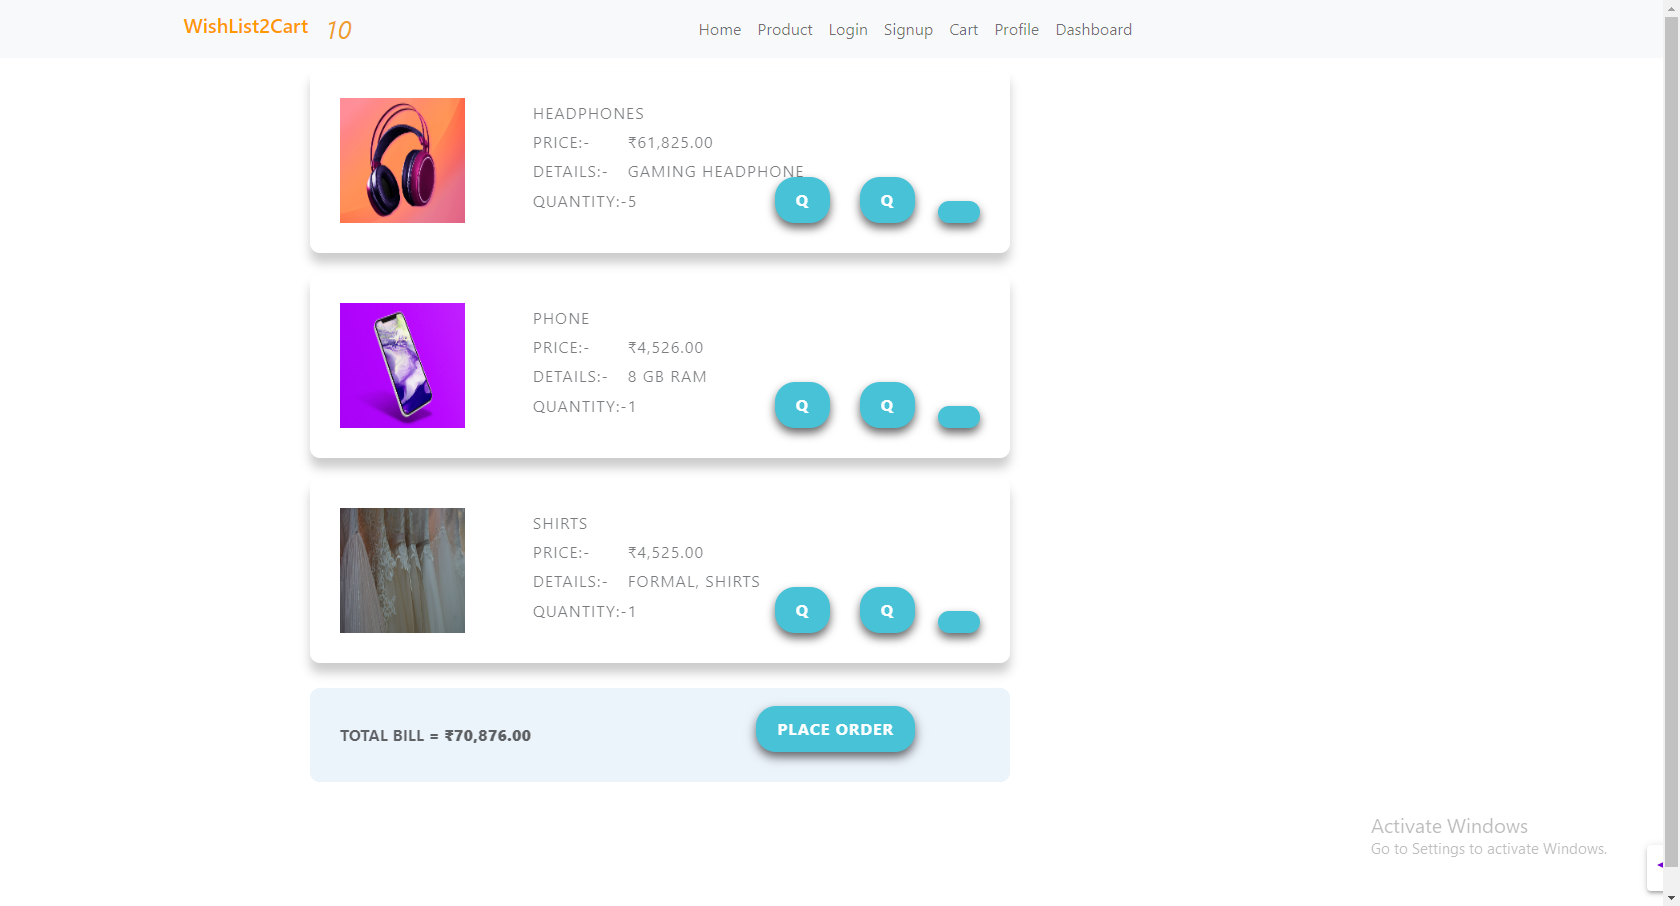 WishList2Cart 10
Home Product Login Signup Cart Profile Dashboard
HEADPHONES
PRICE:- ₹61,825.00
DETAILS:- GAMING HEADPHONE
QUANTITY:-5
Q Q
PHONE
PRICE:- ₹4,526.00
DETAILS:- 8 GB RAM
QUANTITY:-1
Q Q
SHIRTS
PRICE:- ₹4,525.00
DETAILS:- FORMAL, SHIRTS
QUANTITY:-1
Q Q
TOTAL BILL = ₹70,876.00
PLACE ORDER
Activate Windows
Go to Settings to activate Windows.